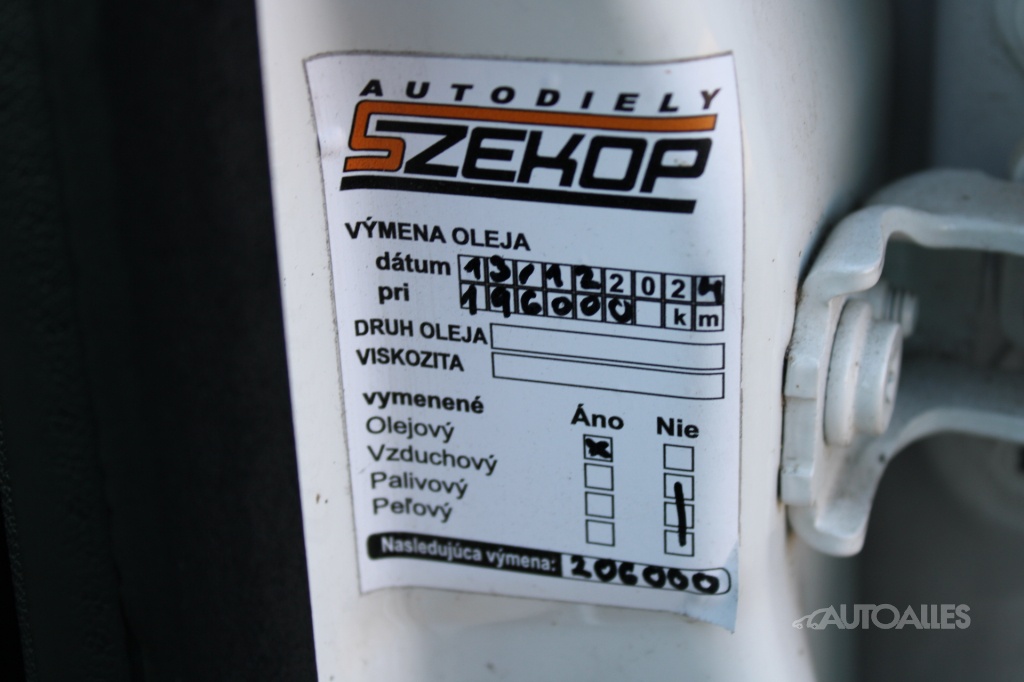 AUTODIELY
SZEKOP
VÝMENA OLEJA
dátum 13/12 2024
pri 196000 km
DRUH OLEJA
VISKOZITA
vymenené Áno Nie
Olejový x
Vzduchový
Palivový
Peľový
Nasledujúca výmena: 206000
AUTOALLES